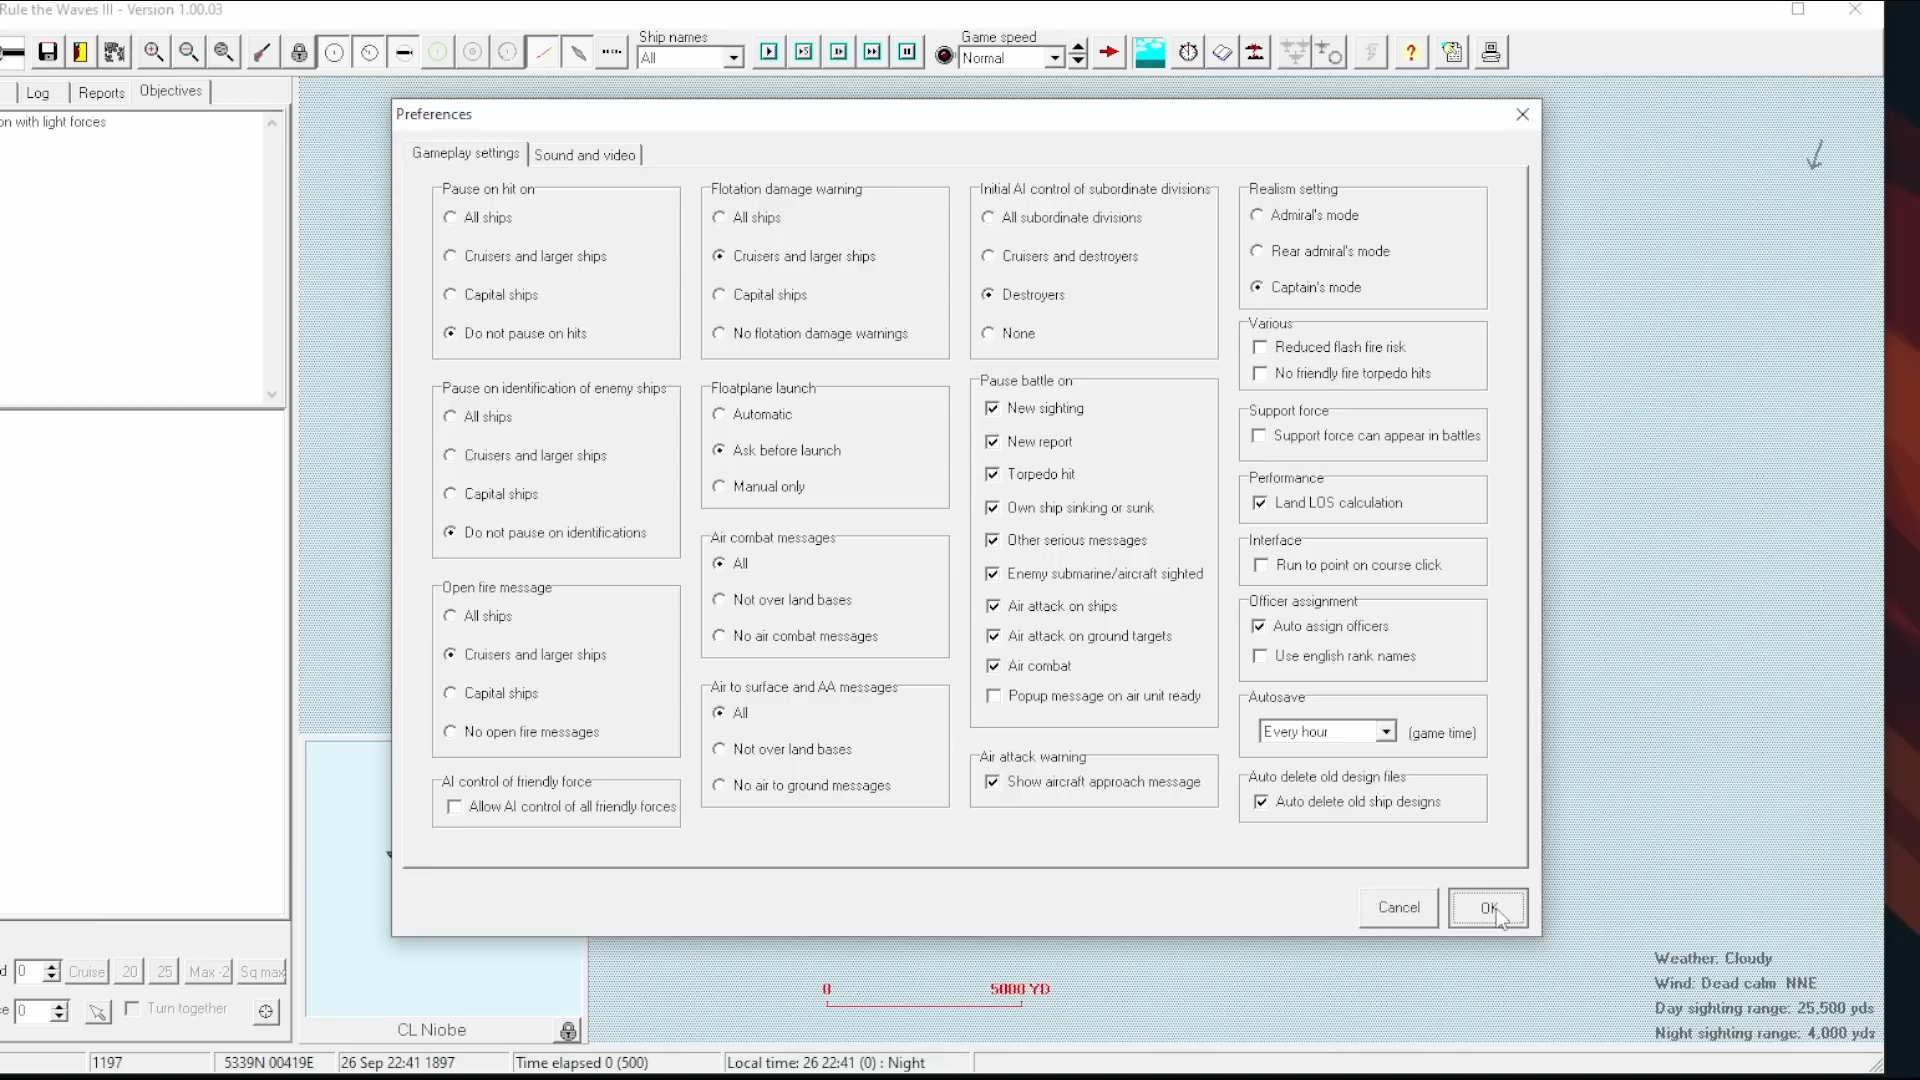 Rule the Waves III - Version 1.00.03
Ship names
All
Game speed
Normal
Log
Reports
Objectives
on with light forces
Preferences
Gameplay settings
Sound and video
Pause on hit on
All ships
Cruisers and larger ships
Capital ships
Do not pause on hits
Pause on identification of enemy ships
All ships
Cruisers and larger ships
Capital ships
Do not pause on identifications
Open fire message
All ships
Cruisers and larger ships
Capital ships
No open fire messages
AI control of friendly force
Allow AI control of all friendly forces
Flotation damage warning
All ships
Cruisers and larger ships
Capital ships
No flotation damage warnings
Floatplane launch
Automatic
Ask before launch
Manual only
Air combat messages
All
Not over land bases
No air combat messages
Air to surface and AA messages
All
Not over land bases
No air to ground messages
Initial AI control of subordinate divisions
All subordinate divisions
Cruisers and destroyers
Destroyers
None
Pause battle on
New sighting
New report
Torpedo hit
Own ship sinking or sunk
Other serious messages
Enemy submarine/aircraft sighted
Air attack on ships
Air attack on ground targets
Air combat
Popup message on air unit ready
Air attack warning
Show aircraft approach message
Realism setting
Admiral's mode
Rear admiral's mode
Captain's mode
Various
Reduced flash fire risk
No friendly fire torpedo hits
Support force
Support force can appear in battles
Performance
Land LOS calculation
Interface
Run to point on course click
Officer assignment
Auto assign officers
Use english rank names
Autosave
Every hour (game time)
Auto delete old design files
Auto delete old ship designs
Cancel
OK
d 0 Cruise 20 25 Max -2 Sq max
e 0 Turn together
CL Niobe
0 5000 YD
Weather: Cloudy
Wind: Dead calm NNE
Day sighting range: 25,500 yds
Night sighting range: 4,000 yds
1197
5339N 00419E
26 Sep 22:41 1897
Time elapsed 0 (500)
Local time: 26 22:41 (0) : Night